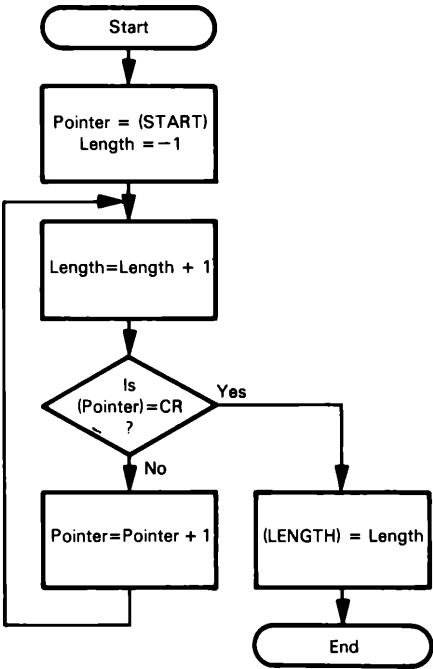 Start
Pointer = (START)
Length =-1
Length=Length + 1
Is
(Pointer)=CR
?
Yes
No
Pointer=Pointer + 1
(LENGTH) = Length
End